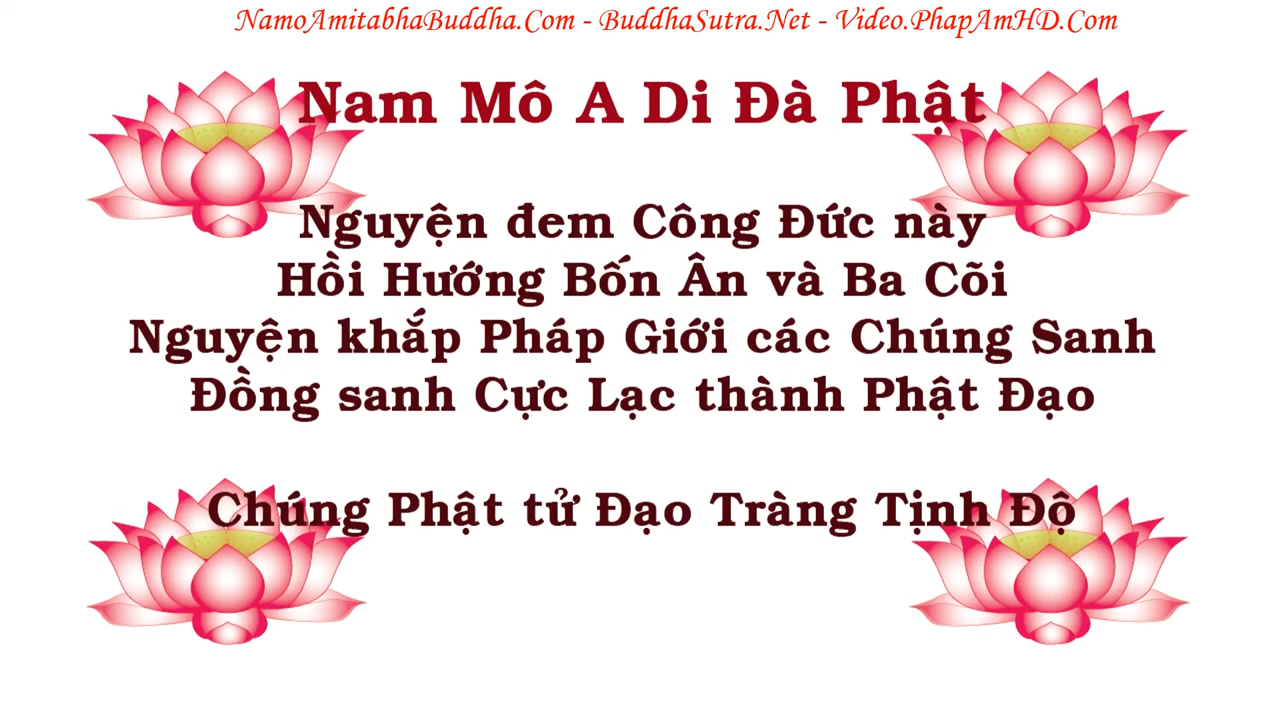 NamoAmitabhaBuddha.Com - BuddhaSutra.Net - Video.PhapAmHD.Com
Nam Mô A Di Đà Phật
Nguyện đem Công Đức này
Hồi Hướng Bốn Ân và Ba Cõi
Nguyện khắp Pháp Giới các Chúng Sanh
Đồng sanh Cực Lạc thành Phật Đạo
Chúng Phật tử Đạo Tràng Tịnh Độ